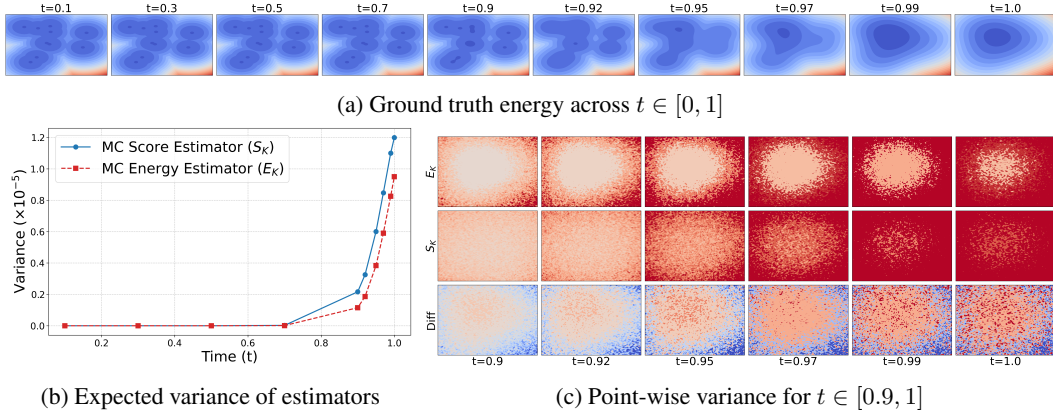 t=0.1 t=0.3 t=0.5 t=0.7 t=0.9 t=0.92 t=0.95 t=0.97 t=0.99 t=1.0
(a) Ground truth energy across t ∈ [0, 1]
Variance (×10⁻⁵)
1.2
1.0
0.8
0.6
0.4
0.2
0.0
MC Score Estimator (S_K)
MC Energy Estimator (E_K)
0.2 0.4 0.6 0.8 1.0
Time (t)
(b) Expected variance of estimators
E_K
S_K
Diff
t=0.9 t=0.92 t=0.95 t=0.97 t=0.99 t=1.0
(c) Point-wise variance for t ∈ [0.9, 1]